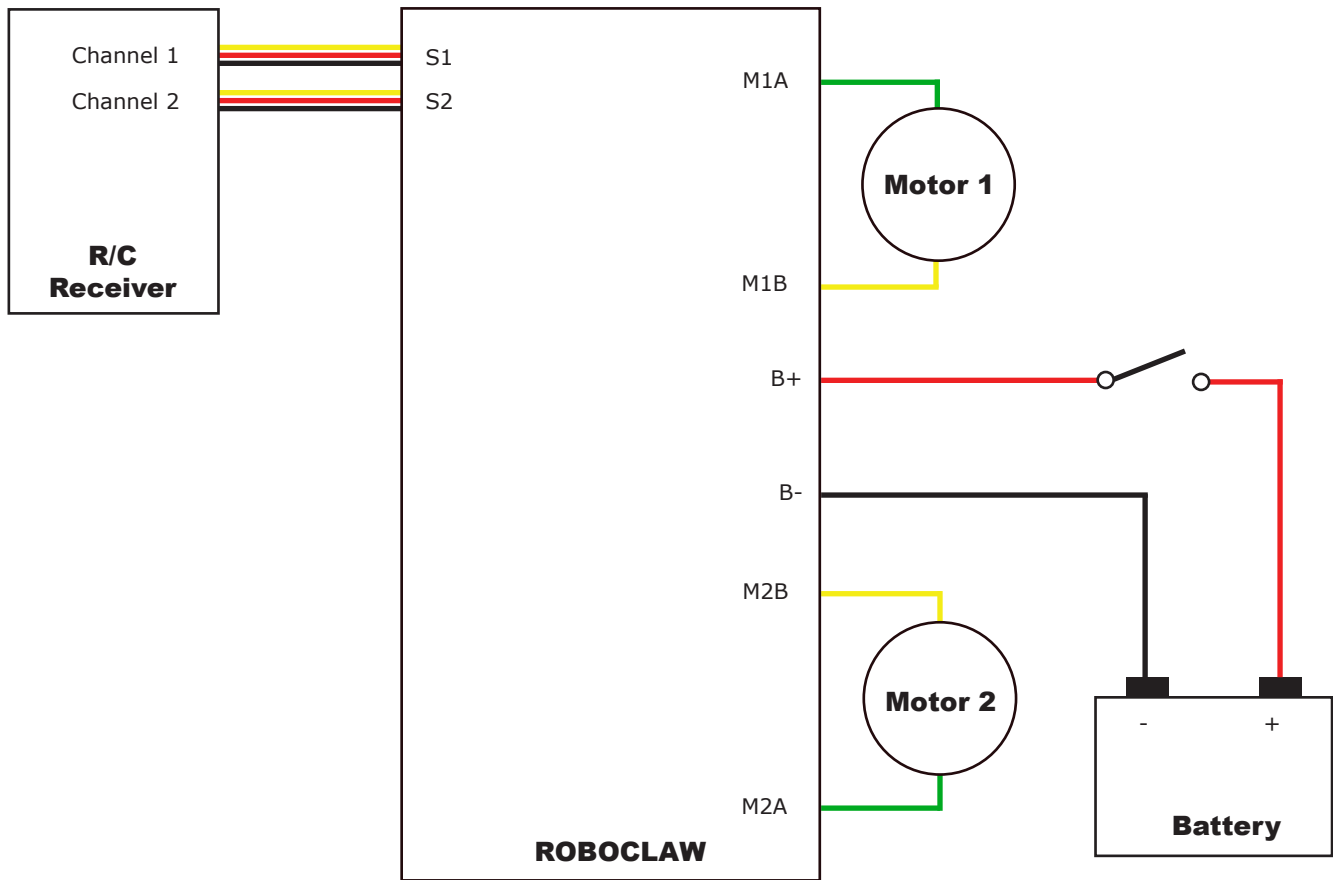 Channel 1
Channel 2
R/C
Receiver
S1
S2
ROBOCLAW
M1A
M1B
B+
B-
M2B
M2A
Motor 1
Motor 2
- +
Battery